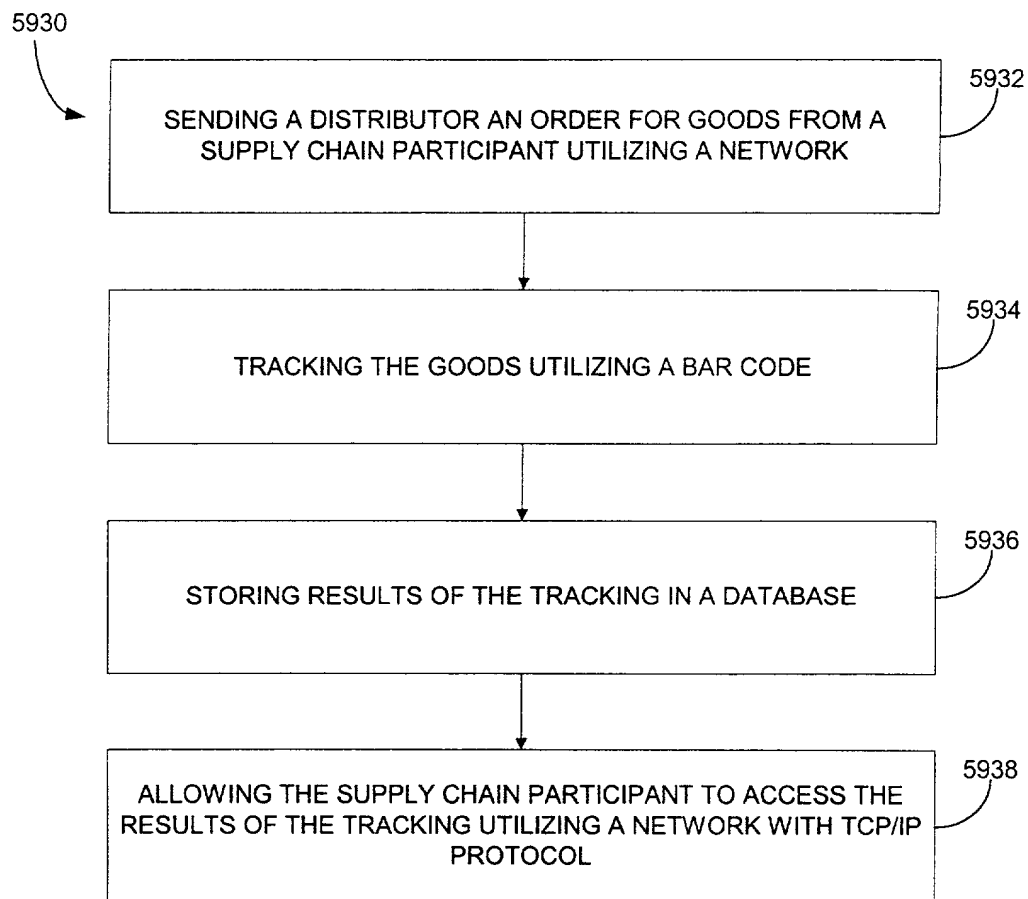 5930
5932
SENDING A DISTRIBUTOR AN ORDER FOR GOODS FROM A
SUPPLY CHAIN PARTICIPANT UTILIZING A NETWORK
5934
TRACKING THE GOODS UTILIZING A BAR CODE
5936
STORING RESULTS OF THE TRACKING IN A DATABASE
5938
ALLOWING THE SUPPLY CHAIN PARTICIPANT TO ACCESS THE
RESULTS OF THE TRACKING UTILIZING A NETWORK WITH TCP/IP
PROTOCOL